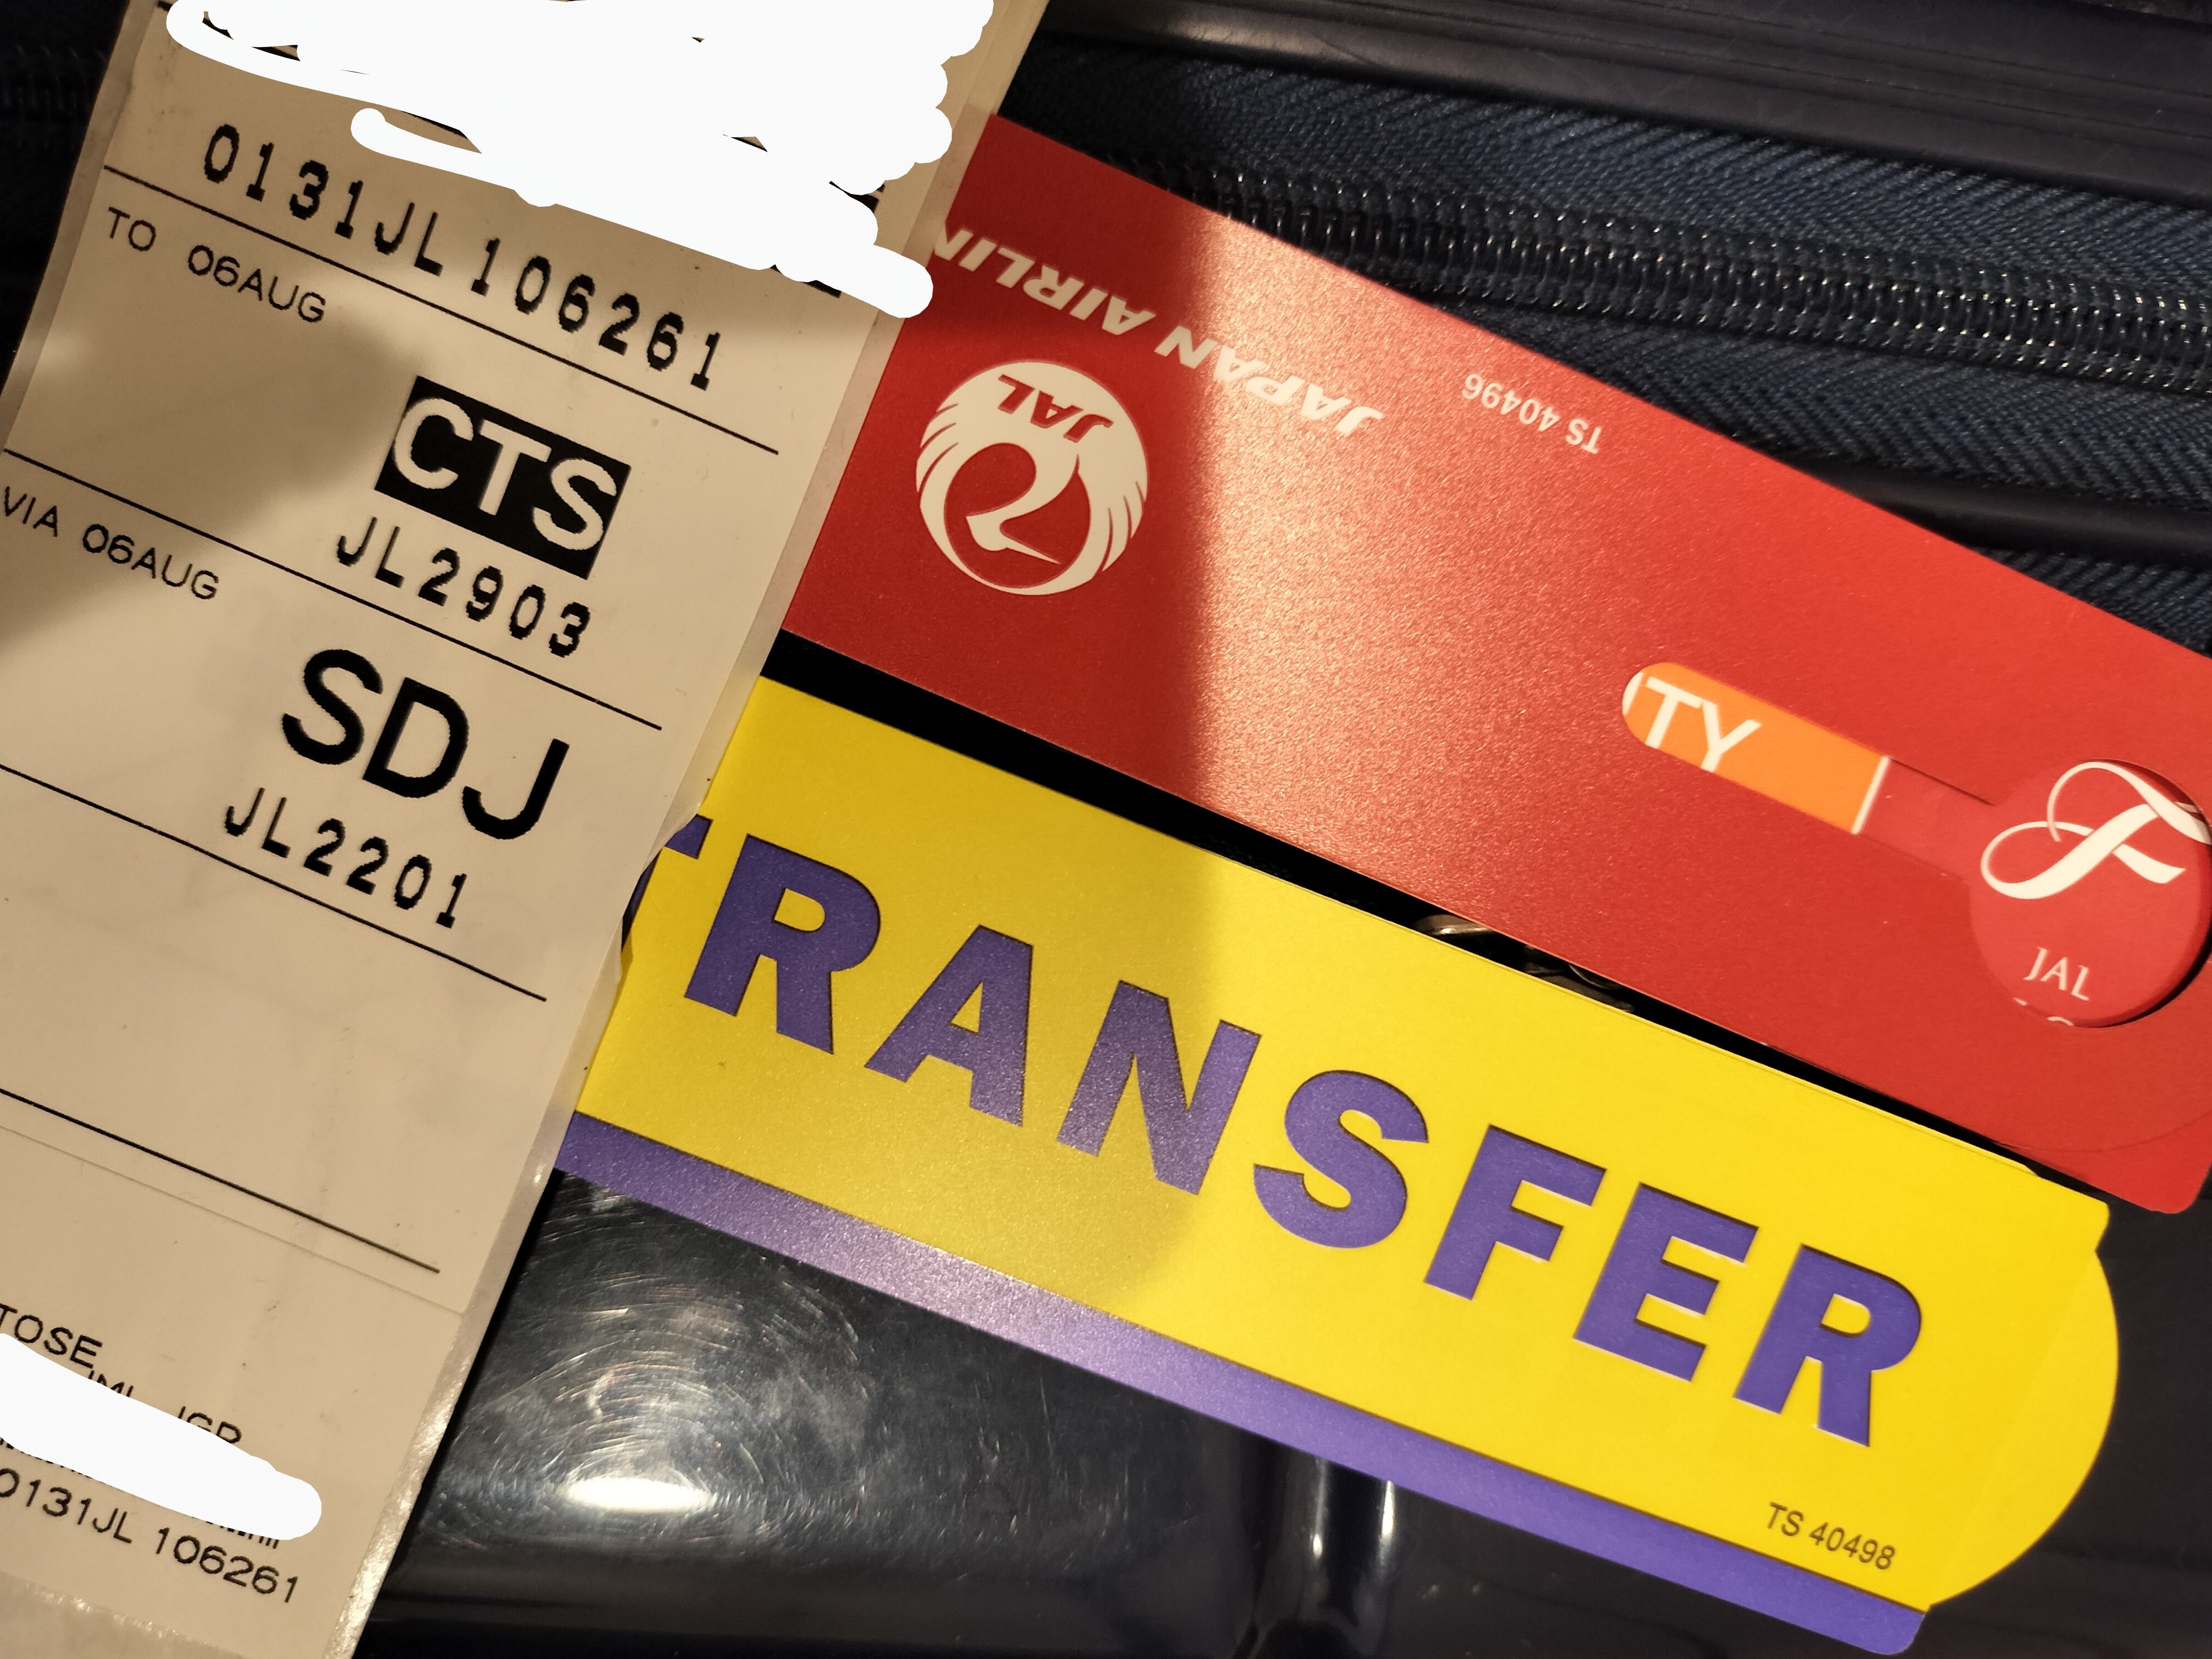 0131JL106261
TO 06AUG
CTS
JL2903
VIA 06AUG
SDJ
JL2201
TOSE
0131JL 106261
JAPAN AIRLIN
JAL
TS 40496
TY
F
JAL
TRANSFER
TS 40498